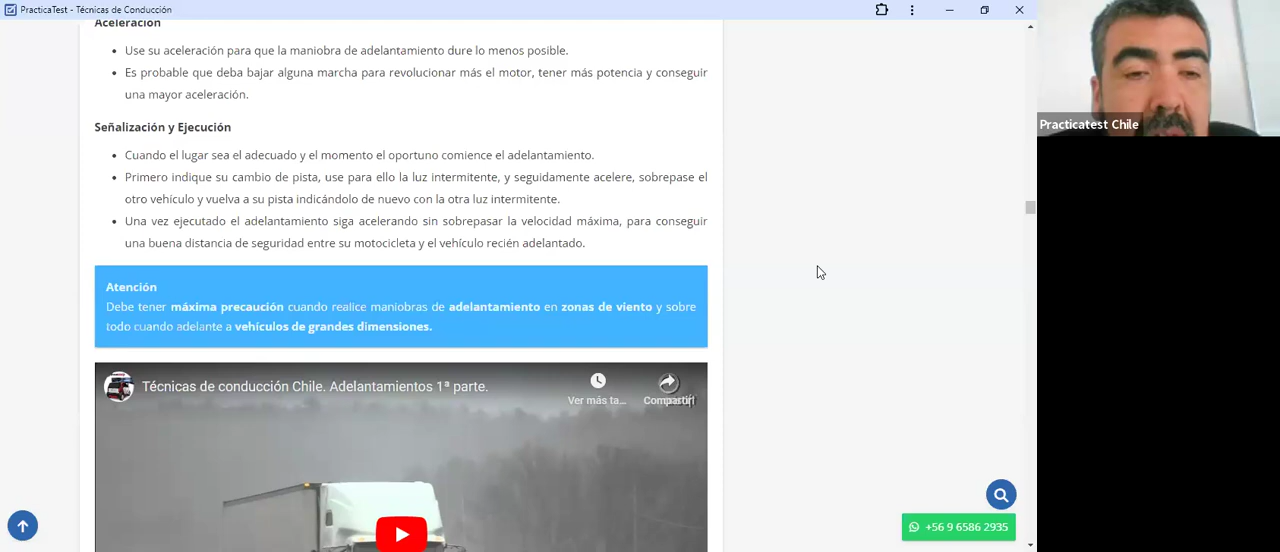 PracticaTest - Técnicas de Conducción
Aceleración
Use su aceleración para que la maniobra de adelantamiento dure lo menos posible.
Es probable que deba bajar alguna marcha para revolucionar más el motor, tener más potencia y conseguir
una mayor aceleración.
Señalización y Ejecución
Cuando el lugar sea el adecuado y el momento el oportuno comience el adelantamiento.
Primero indique su cambio de pista, use para ello la luz intermitente, y seguidamente acelere, sobrepase el
otro vehículo y vuelva a su pista indicándolo de nuevo con la otra luz intermitente.
Una vez ejecutado el adelantamiento siga acelerando sin sobrepasar la velocidad máxima, para conseguir
una buena distancia de seguridad entre su motocicleta y el vehículo recién adelantado.
Atención
Debe tener máxima precaución cuando realice maniobras de adelantamiento en zonas de viento y sobre
todo cuando adelante a vehículos de grandes dimensiones.
Técnicas de conducción Chile. Adelantamientos 1ª parte.
Ver más ta...
Compartir
+56 9 6586 2935
Practicatest Chile